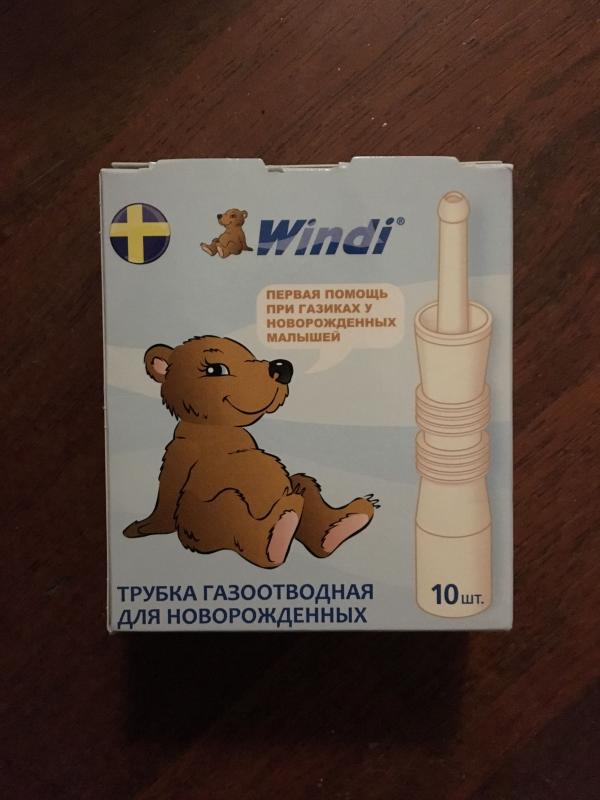 Windi®
ПЕРВАЯ ПОМОЩЬ
ПРИ ГАЗИКАХ У
НОВОРОЖДЕННЫХ
МАЛЫШЕЙ
ТРУБКА ГАЗООТВОДНАЯ
ДЛЯ НОВОРОЖДЕННЫХ
10 шт.